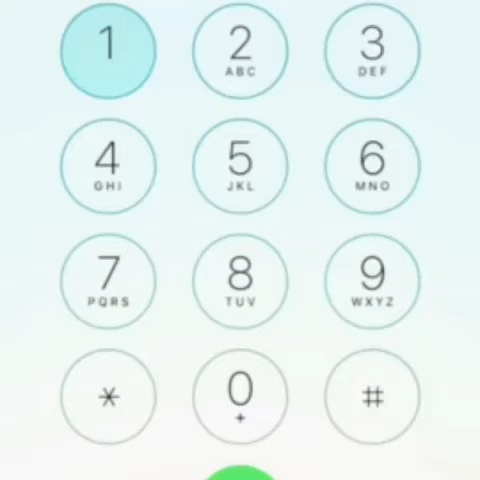 1 2 3
ABC DEF
4 5 6
GHI JKL MNO
7 8 9
PQRS TUV WXYZ
* 0 #
+